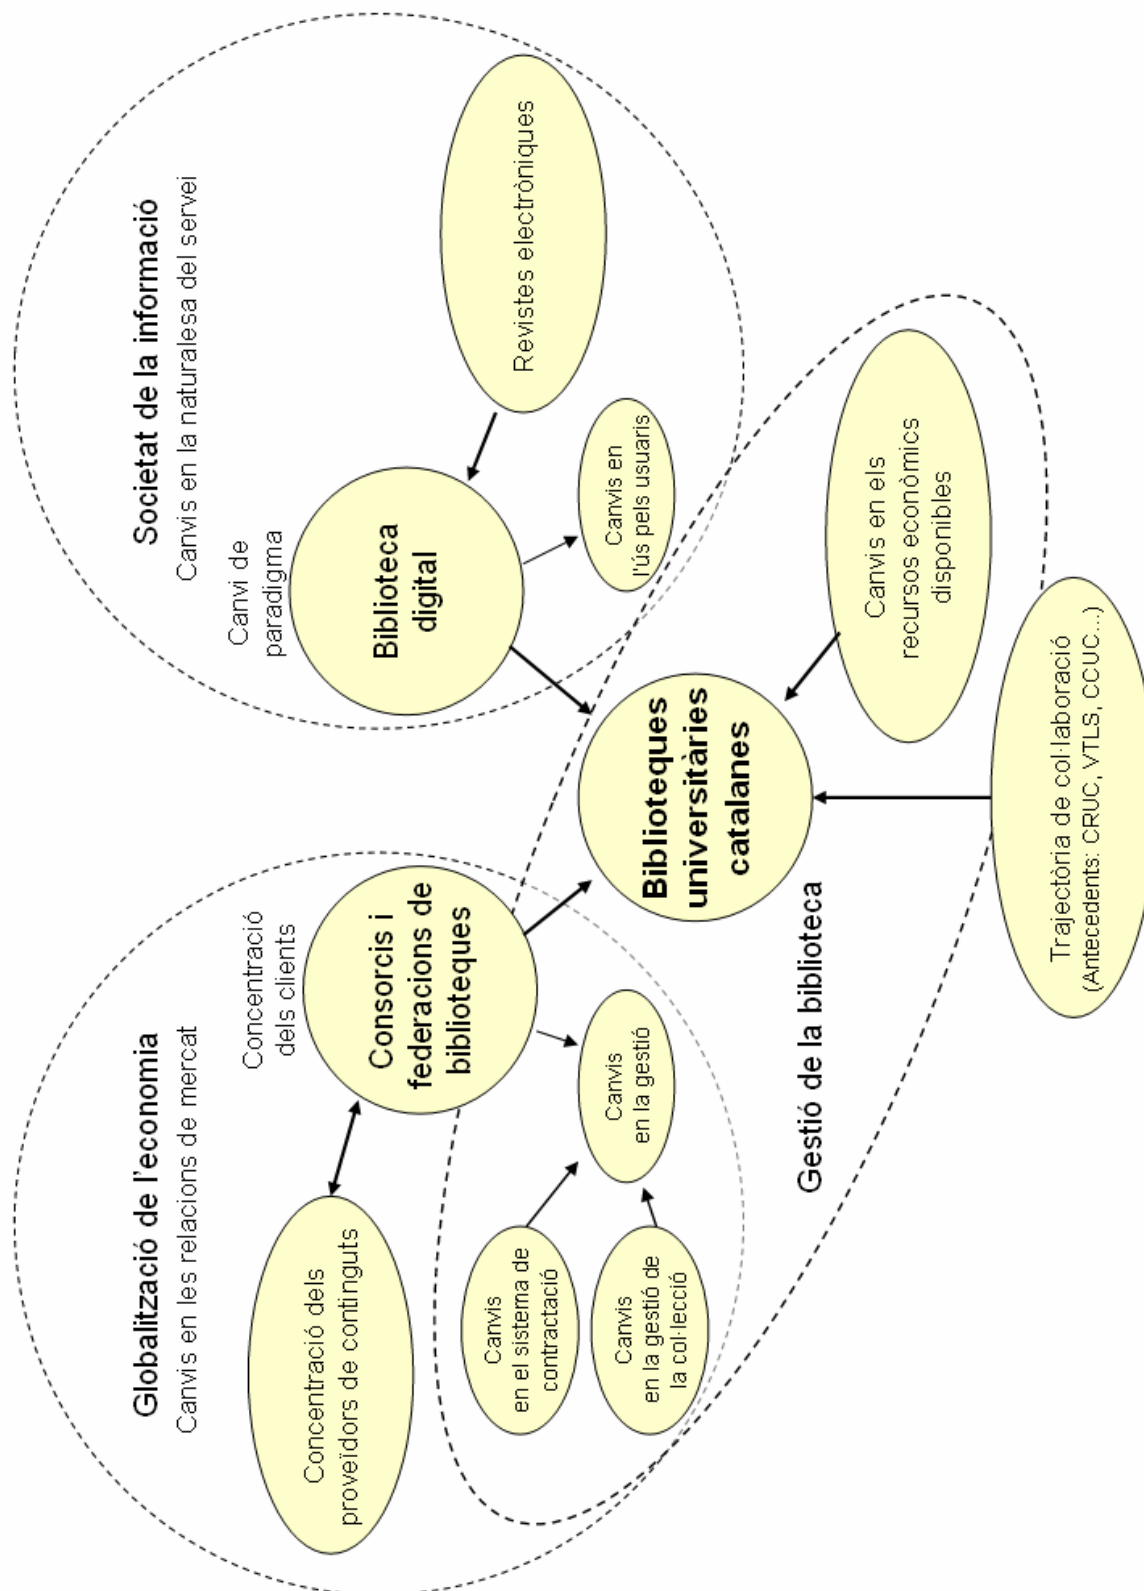 Globalització de l'economia
Canvis en les relacions de mercat
Concentració
dels clients
Concentració dels
proveïdors de continguts
Consorcis i
federacions de
biblioteques
Canvis
en el sistema de
contractació
Canvis
en la gestió de
la col·lecció
Canvis
en la gestió
Societat de la informació
Canvis en la naturalesa del servei
Canvi de
paradigma
Biblioteca
digital
Revistes electròniques
Canvis en
l'ús pels usuaris
Biblioteques
universitàries
catalanes
Gestió de la biblioteca
Canvis en els
recursos econòmics
disponibles
Trajectòria de col·laboració
(Antecedents: CRUC, VTLS, CCUC...)